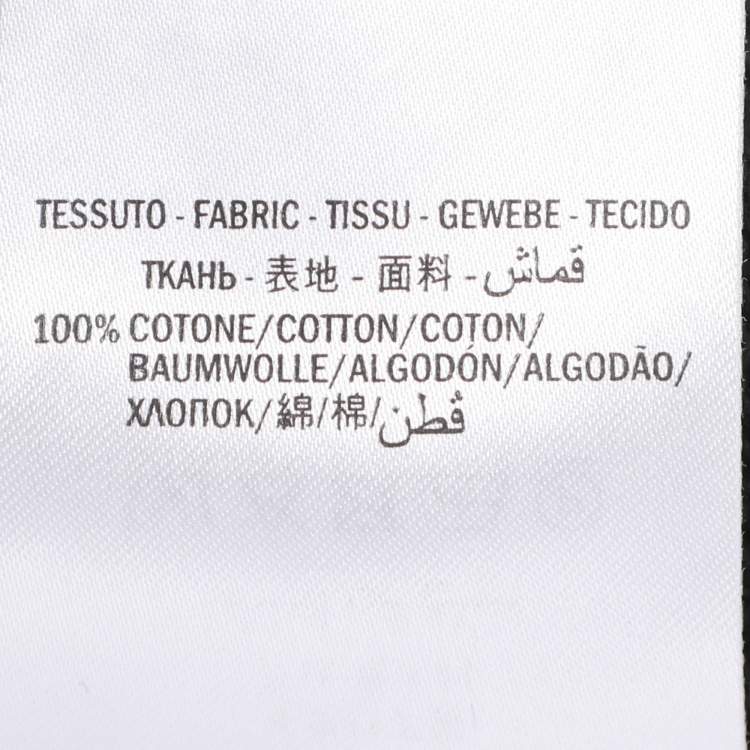 TESSUTO - FABRIC - TISSU - GEWEBE - TECIDO
ТКАНЬ - 表地 - 面料 - قماش
100% COTONE/COTTON/COTON/
BAUMWOLLE/ALGODÓN/ALGODÃO/
ХЛОПОК/綿/棉/قطن